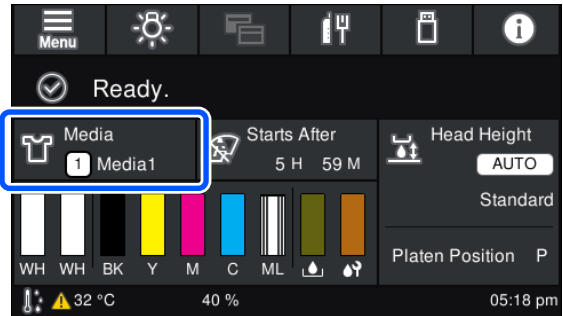 Menu
Ready.
Media
1 Media1
Starts After
5 H 59 M
Head Height
AUTO
Standard
Platen Position P
WH WH BK Y M C ML
32 °C 40 % 05:18 pm